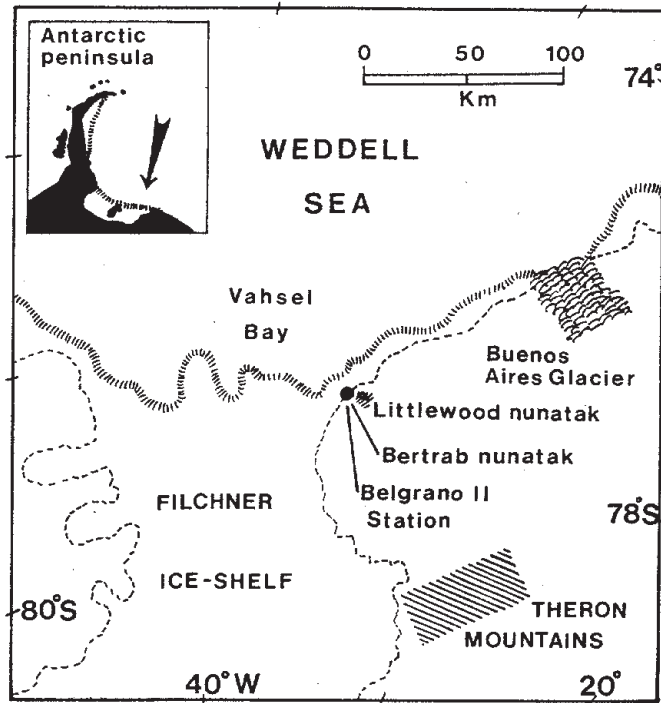 Antarctic
peninsula
0 50 100
Km
74°S
WEDDELL
SEA
Vahsel
Bay
Buenos
Aires Glacier
Littlewood nunatak
Bertrab nunatak
Belgrano II
Station
FILCHNER
78°S
ICE-SHELF
80°S
THERON
MOUNTAINS
40°W
20°